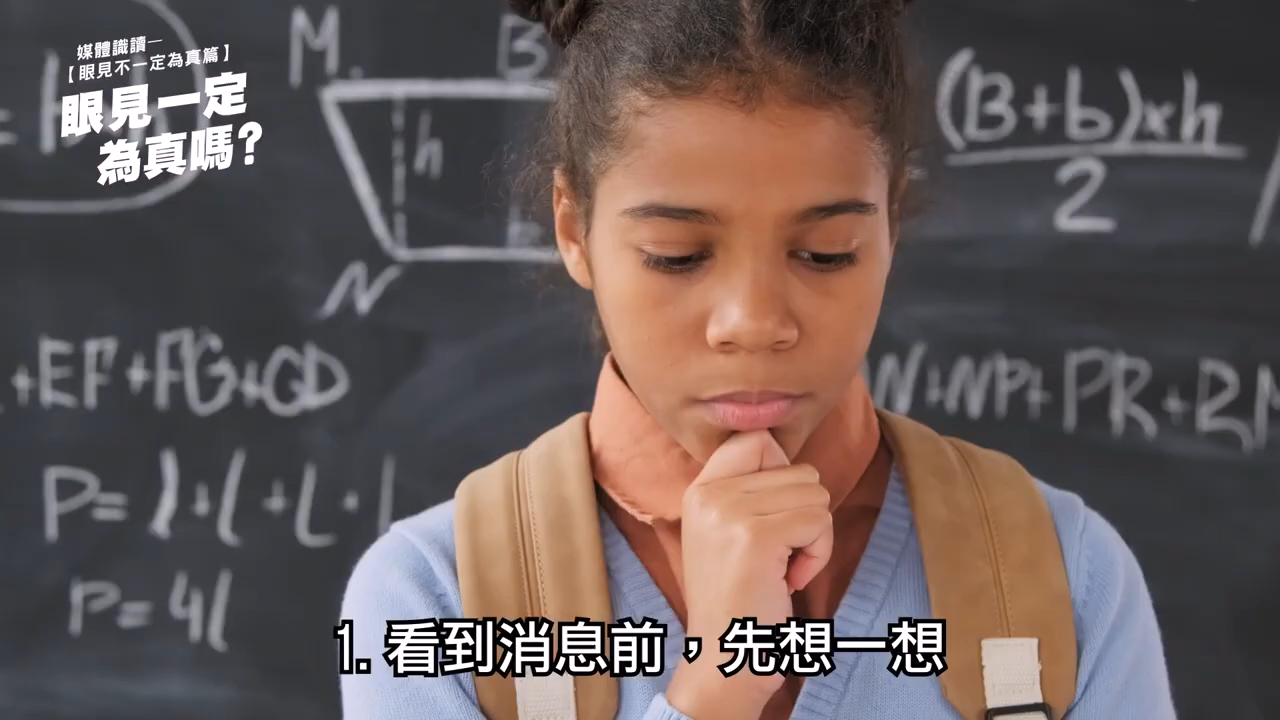 媒體識讀—
【眼見不一定為真篇】
眼見一定
為真嗎?
M.
B
h
N
(B+b)×h
2
+EF+FG+GD
N+NP+PR+RM
P=l+l+l+l
P=4l
1. 看到消息前，先想一想